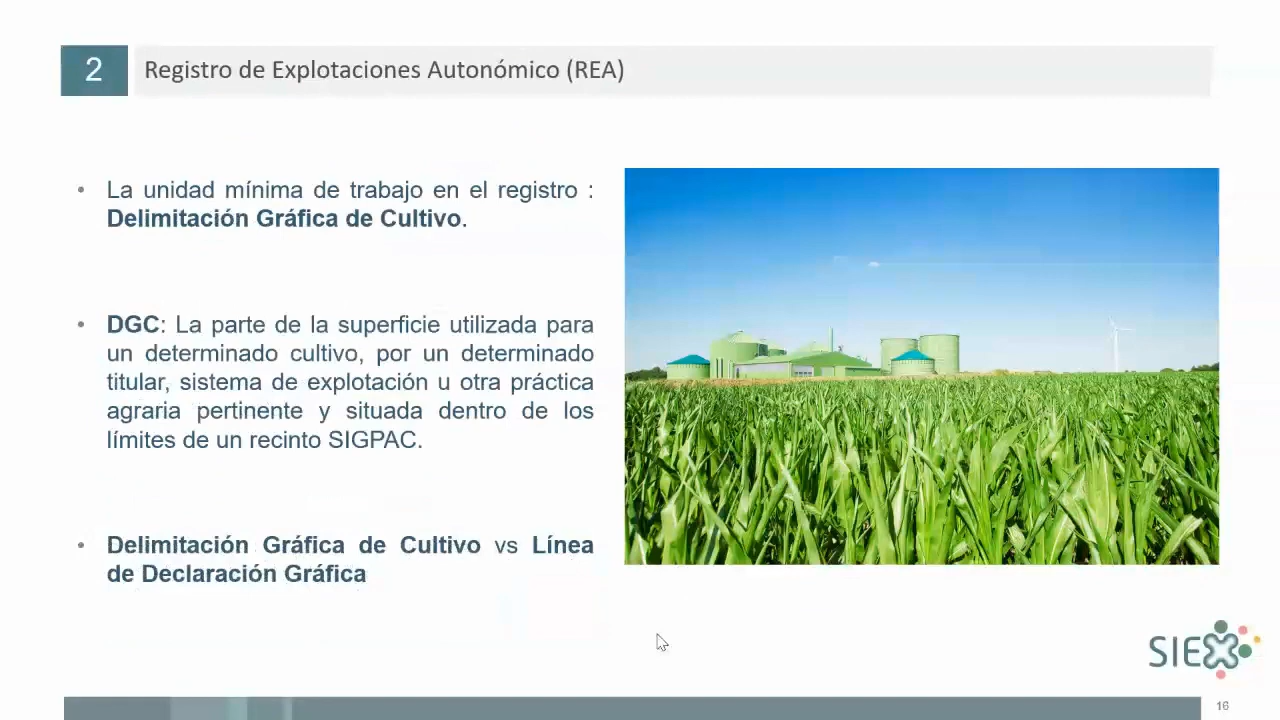 2
Registro de Explotaciones Autonómico (REA)
• La unidad mínima de trabajo en el registro :
Delimitación Gráfica de Cultivo.
• DGC: La parte de la superficie utilizada para
un determinado cultivo, por un determinado
titular, sistema de explotación u otra práctica
agraria pertinente y situada dentro de los
límites de un recinto SIGPAC.
• Delimitación Gráfica de Cultivo vs Línea
de Declaración Gráfica
SIEX
16